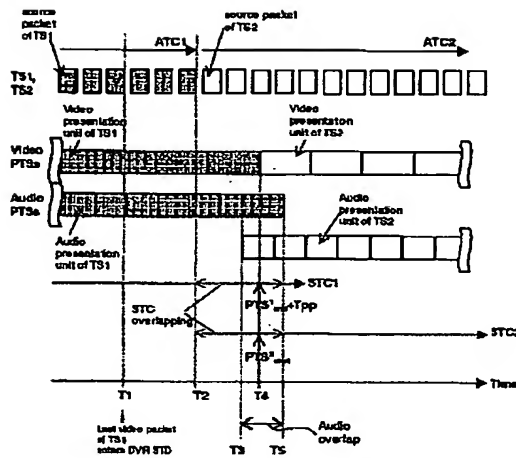 source
packet
of TS1
ATC1
source packet
of TS2
ATC2
TS1,
TS2
Video
presentation
unit of TS1
Video
presentation
unit of TS2
Video
PTSs
Audio
PTSs
Audio
presentation
unit of TS1
Audio
presentation
unit of TS2
STC1
STC
overlapping
+Tpp
STC2
Time
T1
T2
T4
Last video packet
of TS1
enters DVR STD
T3
T5
Audio
overlap